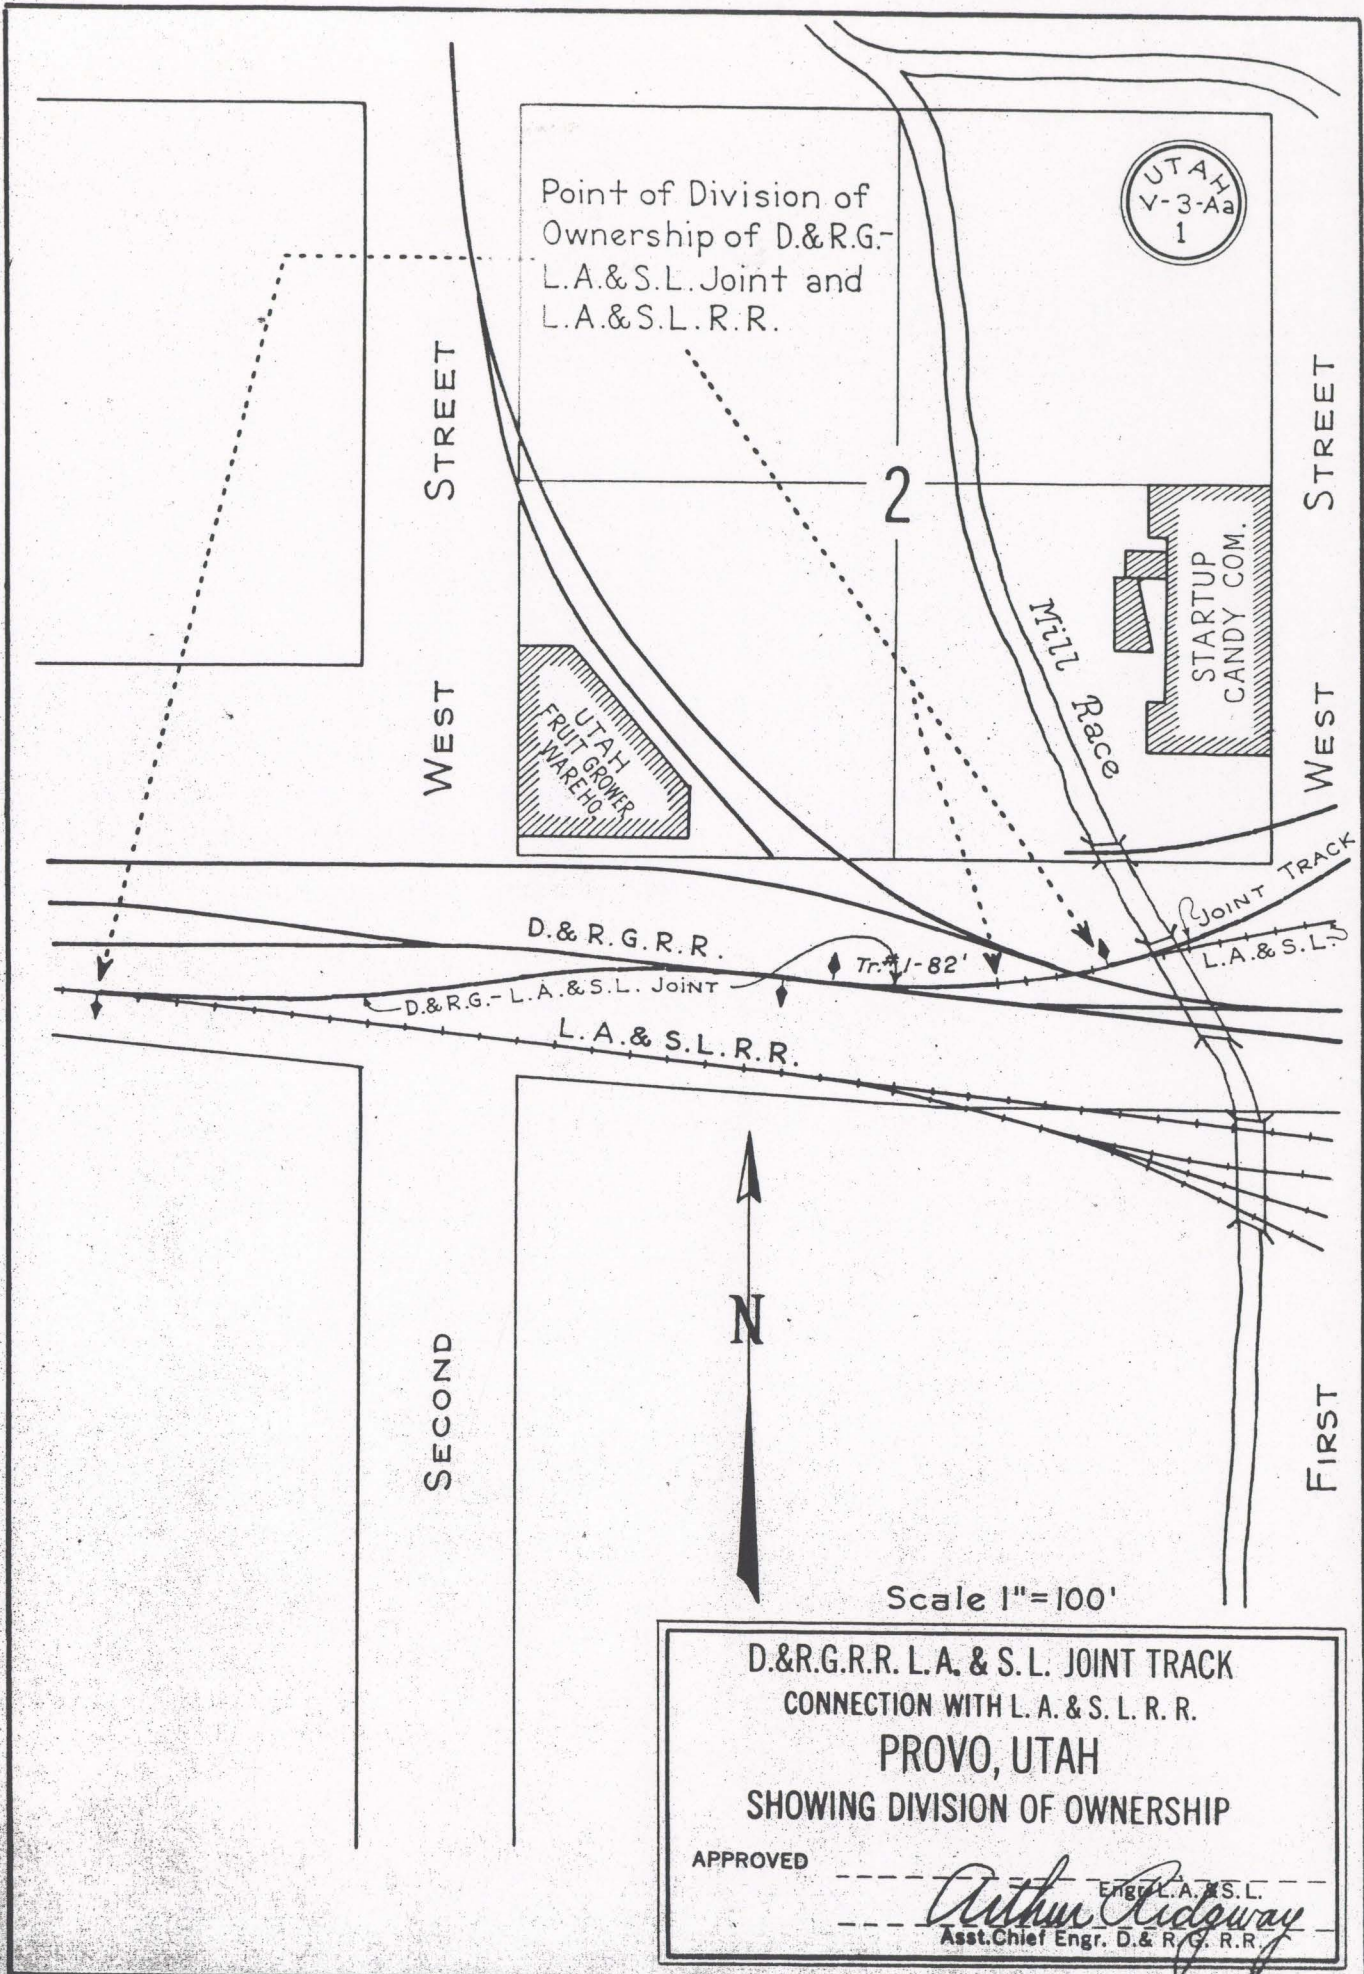 Point of Division of
Ownership of D.&R.G.-
L.A.&S.L. Joint and
L.A.&S.L.R.R.
UTAH
V-3-Aa
1
STREET
WEST
STREET
WEST
2
Mill Race
STARTUP
CANDY COM.
UTAH
FRUIT GROWER
WAREHO.
D.& R.G.R.R.
Tr.#1-82'
JOINT TRACK
L.A.&S.L.
D.&R.G.-L.A.&S.L. JOINT
L.A.& S.L.R.R.
N
SECOND
FIRST
Scale 1"=100'
D.&R.G.R.R. L.A. & S.L. JOINT TRACK
CONNECTION WITH L. A. & S. L. R. R.
PROVO, UTAH
SHOWING DIVISION OF OWNERSHIP
APPROVED
Engr. L.A.&S.L.
Arthur Ridgway
Asst.Chief Engr. D.& R.G. R.R.